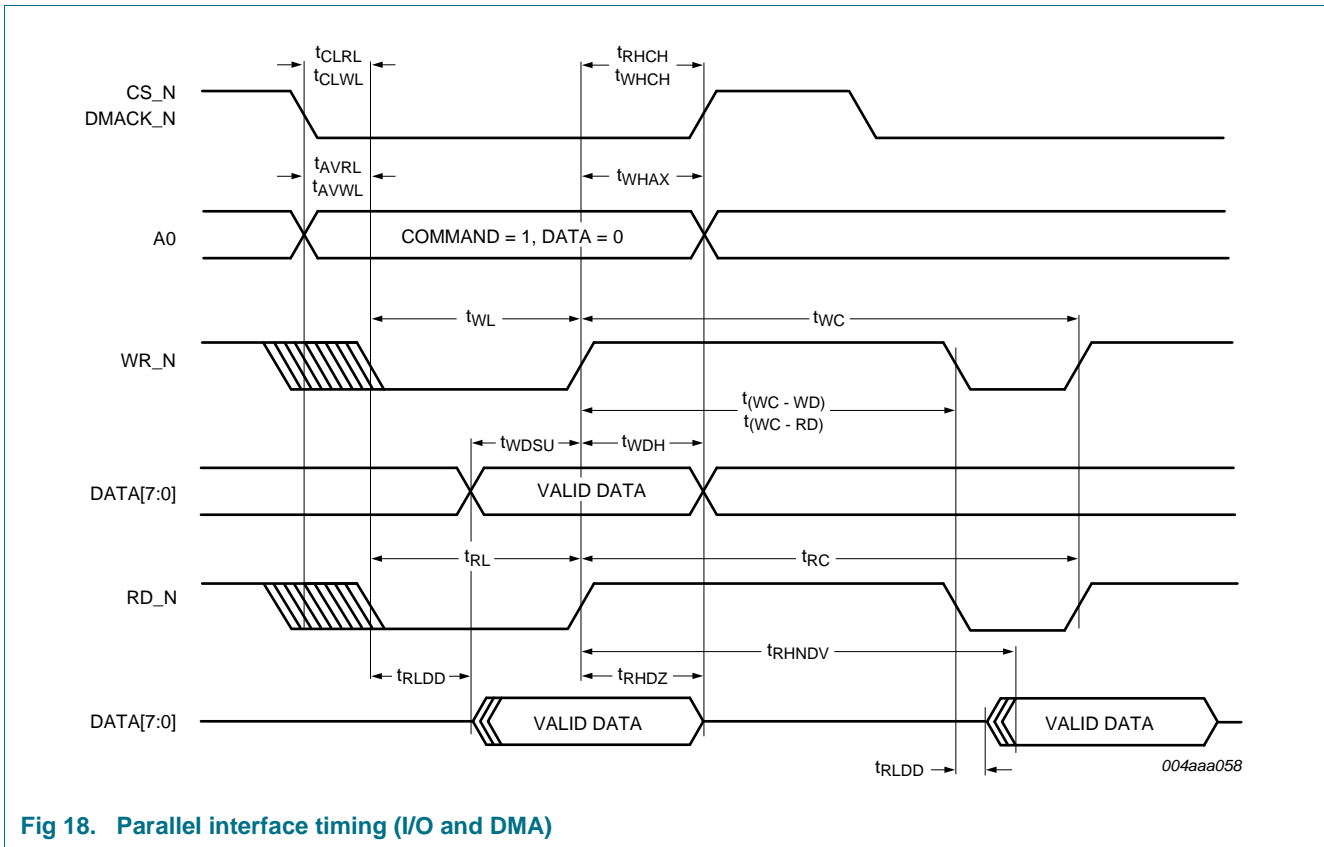 tCLRL
tCLWL
tRHCH
tWHCH
CS_N
DMACK_N
tAVRL
tAVWL
tWHAX
A0
COMMAND = 1, DATA = 0
tWL
tWC
WR_N
t(WC - WD)
t(WC - RD)
tWDSU
tWDH
DATA[7:0]
VALID DATA
tRL
tRC
RD_N
tRHNDV
tRLDD
tRHDZ
DATA[7:0]
VALID DATA
VALID DATA
tRLDD
004aaa058
Fig 18. Parallel interface timing (I/O and DMA)